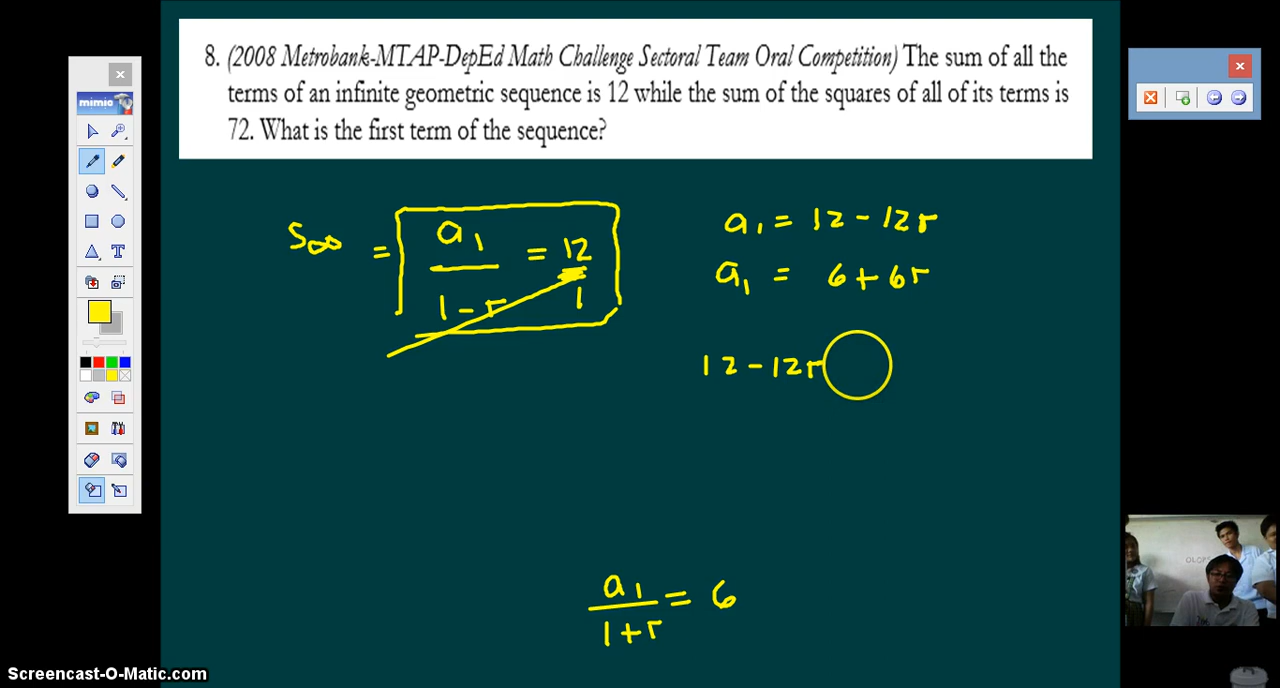 8. (2008 Metrobank-MTAP-DepEd Math Challenge Sectoral Team Oral Competition) The sum of all the
terms of an infinite geometric sequence is 12 while the sum of the squares of all of its terms is
72. What is the first term of the sequence?
mimio
S∞ = a₁ / 1-r = 12 / 1
a₁ = 12 - 12r
a₁ = 6 + 6r
12 - 12r
a₁ / 1+r = 6
Screencast-O-Matic.com